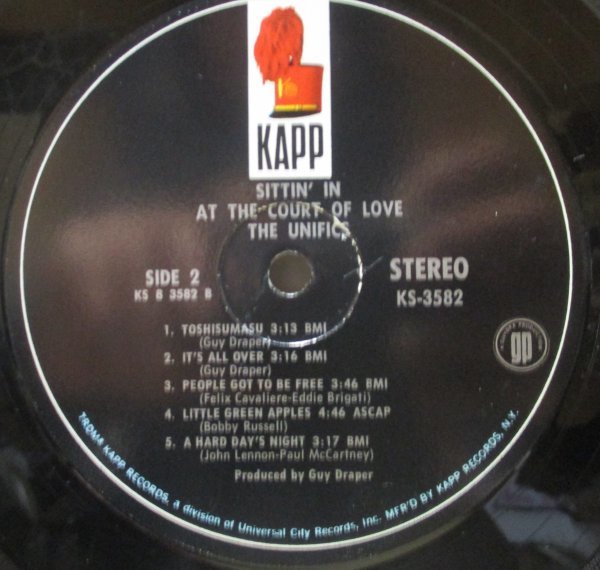 KAPP
SITTIN' IN
AT THE COURT OF LOVE
THE UNIFICS
SIDE 2
KS B 3582 B
STEREO
KS-3582
1. TOSHISUMASU 3:13 BMI
(Guy Draper)
2. IT'S ALL OVER 3:16 BMI
(Guy Draper)
3. PEOPLE GOT TO BE FREE 3:46 BMI
(Felix Cavaliere-Eddie Brigati)
4. LITTLE GREEN APPLES 4:46 ASCAP
(Bobby Russell)
5. A HARD DAY'S NIGHT 3:17 BMI
(John Lennon-Paul McCartney)
Produced by Guy Draper
gp
KAPP RECORDS, a division of Universal City Records, Inc. MFR'D BY KAPP RECORDS, N.Y.